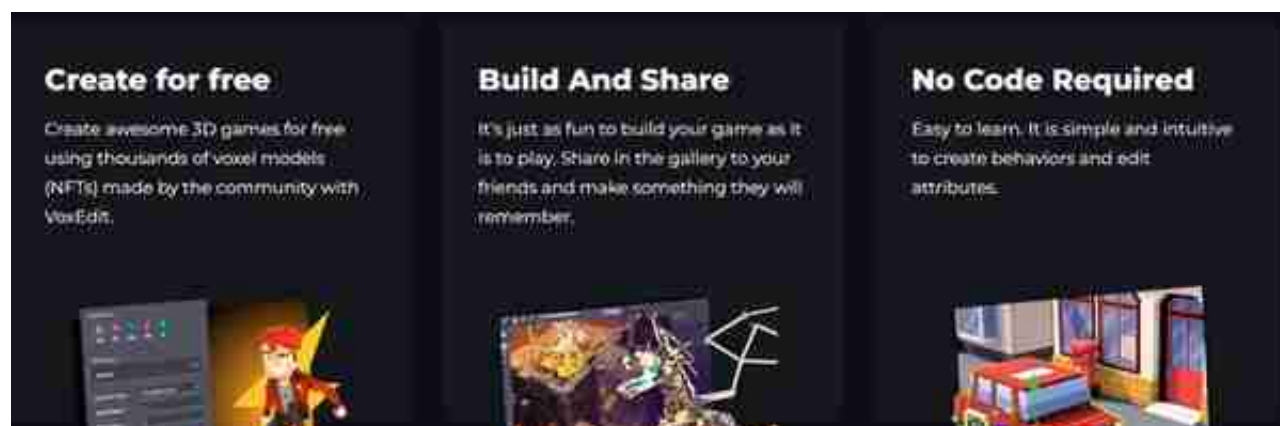 Create for free
Create awesome 3D games for free
using thousands of voxel models
(NFTs) made by the community with
VoxEdit.
Build And Share
It's just as fun to build your game as it
is to play. Share in the gallery to your
friends and make something they will
remember.
No Code Required
Easy to learn. It is simple and intuitive
to create behaviors and edit
attributes.